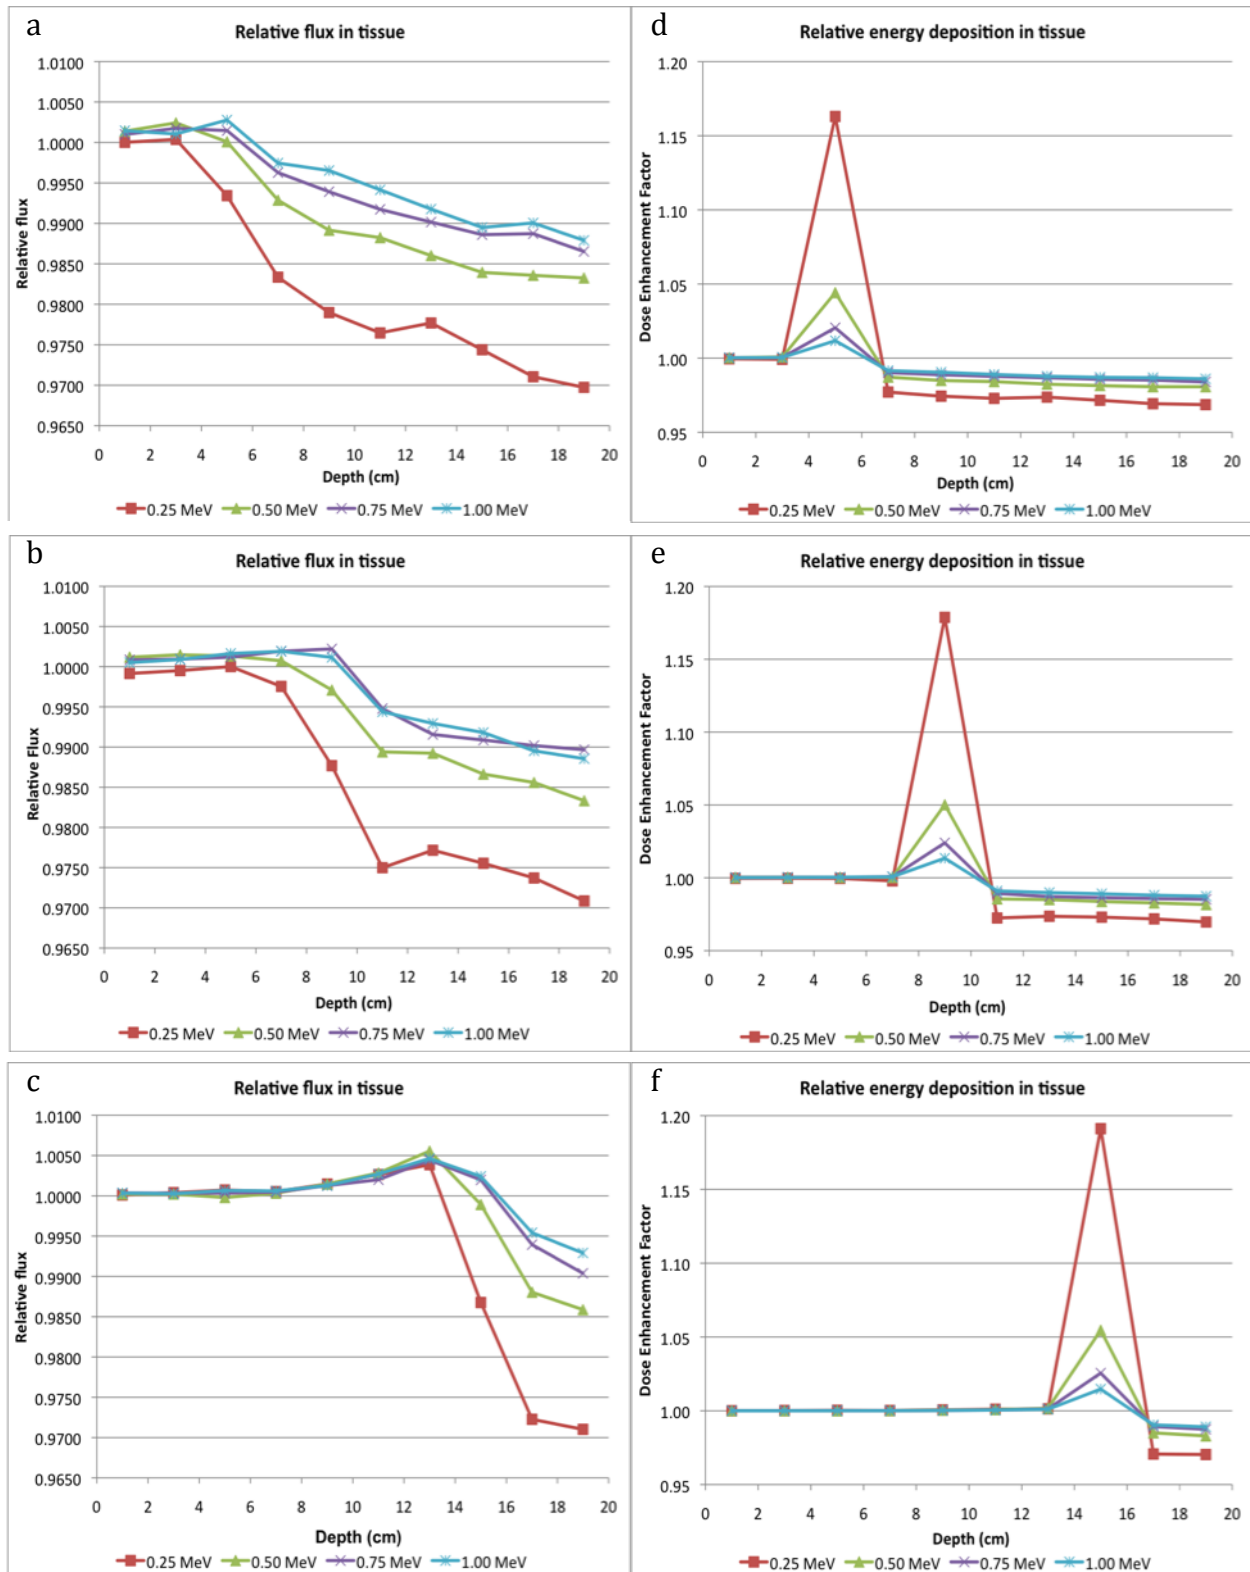 a
Relative flux in tissue
1.0100
1.0050
1.0000
0.9950
0.9900
0.9850
0.9800
0.9750
0.9700
0.9650
Relative flux
0 2 4 6 8 10 12 14 16 18 20
Depth (cm)
0.25 MeV 0.50 MeV 0.75 MeV 1.00 MeV
d
Relative energy deposition in tissue
1.20
1.15
1.10
1.05
1.00
0.95
Dose Enhancement Factor
0 2 4 6 8 10 12 14 16 18 20
Depth (cm)
0.25 MeV 0.50 MeV 0.75 MeV 1.00 MeV
b
Relative flux in tissue
1.0100
1.0050
1.0000
0.9950
0.9900
0.9850
0.9800
0.9750
0.9700
0.9650
Relative Flux
0 2 4 6 8 10 12 14 16 18 20
Depth (cm)
0.25 MeV 0.50 MeV 0.75 MeV 1.00 MeV
e
Relative energy deposition in tissue
1.20
1.15
1.10
1.05
1.00
0.95
Dose Enhancement Factor
0 2 4 6 8 10 12 14 16 18 20
Depth (cm)
0.25 MeV 0.50 MeV 0.75 MeV 1.00 MeV
c
Relative flux in tissue
1.0100
1.0050
1.0000
0.9950
0.9900
0.9850
0.9800
0.9750
0.9700
0.9650
Relative flux
0 2 4 6 8 10 12 14 16 18 20
Depth (cm)
0.25 MeV 0.50 MeV 0.75 MeV 1.00 MeV
f
Relative energy deposition in tissue
1.20
1.15
1.10
1.05
1.00
0.95
Dose Enhancement Factor
0 2 4 6 8 10 12 14 16 18 20
Depth (cm)
0.25 MeV 0.50 MeV 0.75 MeV 1.00 MeV